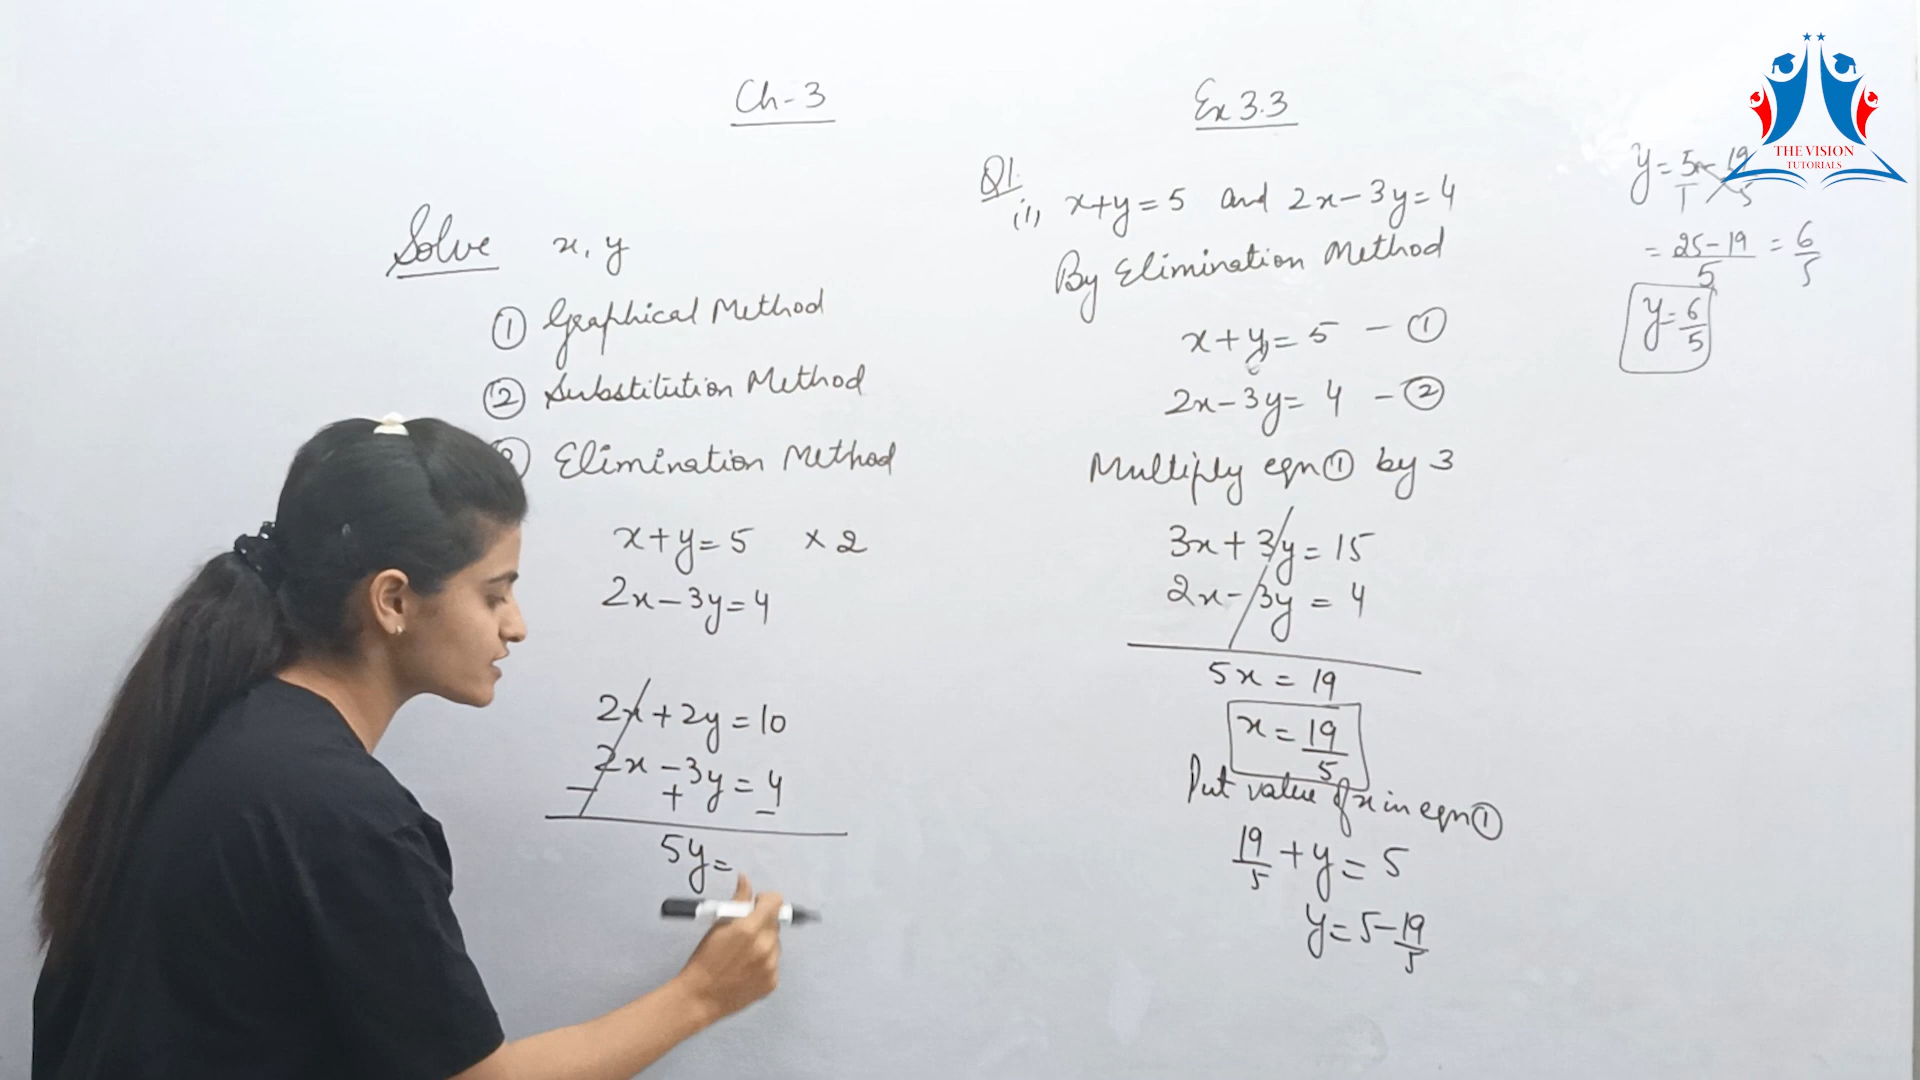 Ch-3
Solve x, y
① Graphical Method
② Substitution Method
Elimination Method
x+y=5 ×2
2x-3y=4
2x+2y=10
2x-3y=4
- + -
5y=
Ex 3.3
Q1.
(i) x+y=5 and 2x-3y=4
By Elimination Method
x+y=5 -①
2x-3y=4 -②
Multiply eqn① by 3
3x+3y=15
2x-3y=4
5x=19
x=19/5
Put value of x in eqn①
19/5+y=5
y=5-19/5
y=5/1-19/5
=25-19/5=6/5
y=6/5
THE VISION
TUTORIALS